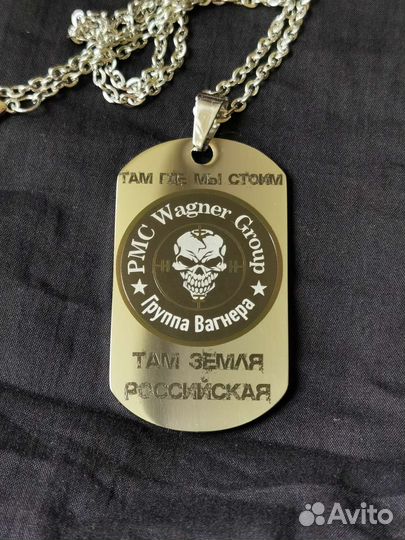 ТАМ ГДЕ МЫ СТОИМ
PMC Wagner Group
★ Группа Вагнера ★
ТАМ ЗЕМЛЯ
РОССИЙСКАЯ
Avito